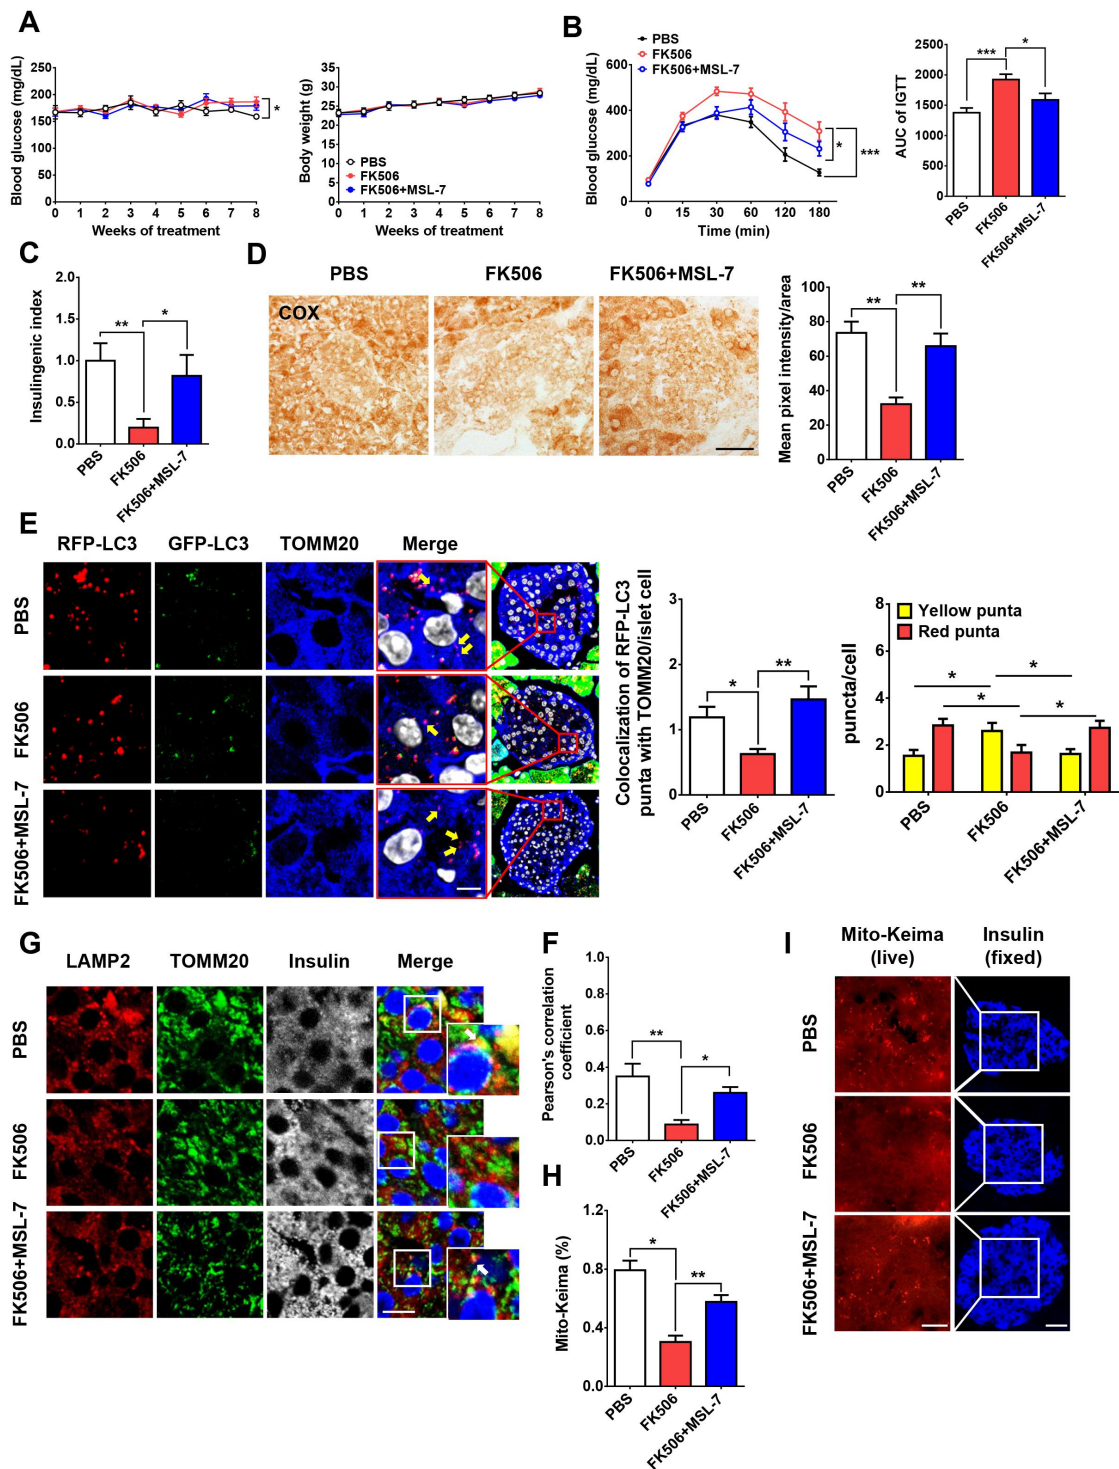 A
Blood glucose (mg/dL)
250
200
150
100
50
0
0 1 2 3 4 5 6 7 8
Weeks of treatment
*
Body weight (g)
35
30
25
20
15
10
5
0
PBS
FK506
FK506+MSL-7
0 1 2 3 4 5 6 7 8
Weeks of treatment
B
PBS
FK506
FK506+MSL-7
Blood glucose (mg/dL)
600
400
200
0
0 15 30 60 120 180
Time (min)
*
***
AUC of IGTT
2500
2000
1500
1000
500
0
*** *
PBS
FK506
FK506+MSL-7
C
Insulingenic index
2.0
1.5
1.0
0.5
0.0
** *
PBS
FK506
FK506+MSL-7
D
PBS FK506 FK506+MSL-7
COX
Mean pixel intensity/area
100
80
60
40
20
0
** **
PBS
FK506
FK506+MSL-7
E
RFP-LC3 GFP-LC3 TOMM20 Merge
PBS
FK506
FK506+MSL-7
Colocalization of RFP-LC3
punta with TOMM20/islet cell
3
2
1
0
* **
PBS
FK506
FK506+MSL-7
puncta/cell
8
6
4
2
0
Yellow punta
Red punta
* *
* *
PBS
FK506
FK506+MSL-7
G
LAMP2 TOMM20 Insulin Merge
PBS
FK506
FK506+MSL-7
F
Pearson's correlation
coefficient
1.0
0.8
0.6
0.4
0.2
0.0
** *
PBS
FK506
FK506+MSL-7
H
Mito-Keima (%)
1.2
0.8
0.4
0.0
* **
PBS
FK506
FK506+MSL-7
I
Mito-Keima Insulin
(live) (fixed)
PBS
FK506
FK506+MSL-7